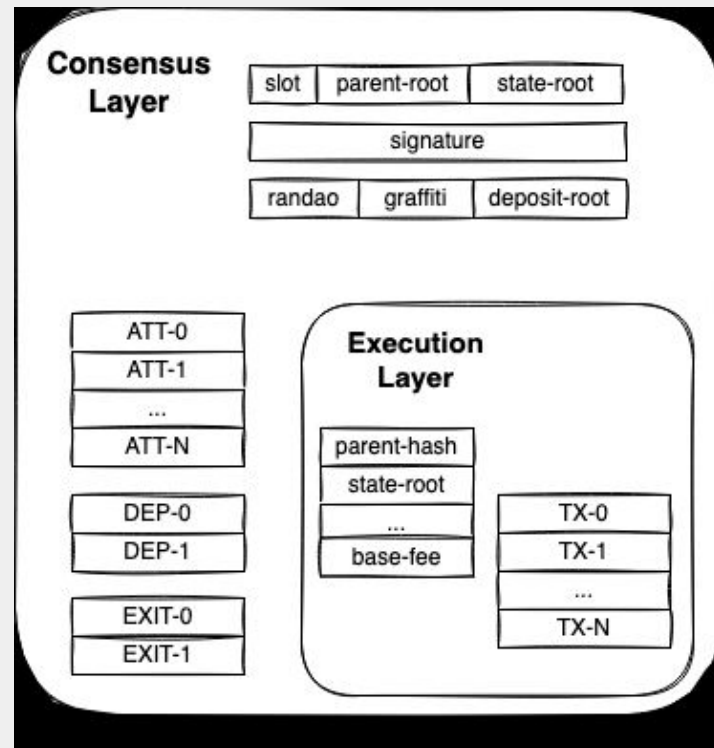 Consensus
Layer
slot parent-root state-root
signature
randao graffiti deposit-root
ATT-0
ATT-1
...
ATT-N
DEP-0
DEP-1
EXIT-0
EXIT-1
Execution
Layer
parent-hash
state-root
...
base-fee
TX-0
TX-1
...
TX-N